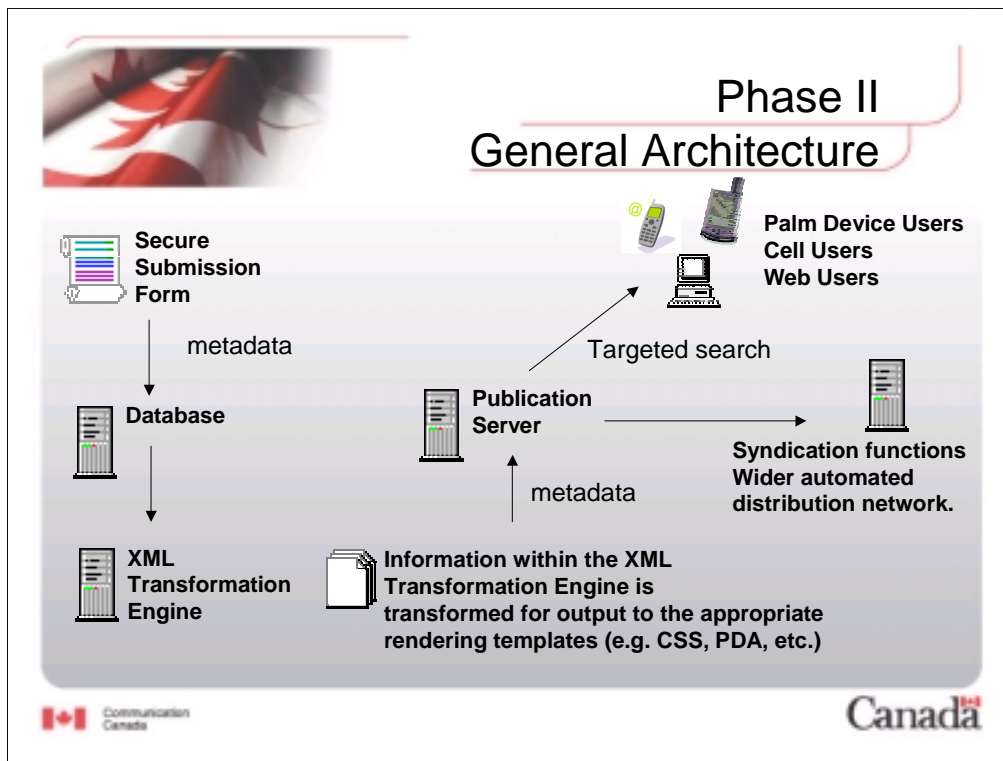 Phase II
General Architecture
@
Secure
Submission
Form
metadata
Database
XML
Transformation
Engine
Information within the XML
Transformation Engine is
transformed for output to the appropriate
rendering templates (e.g. CSS, PDA, etc.)
metadata
Publication
Server
Targeted search
Palm Device Users
Cell Users
Web Users
Syndication functions
Wider automated
distribution network.
Communication
Canada
Canada